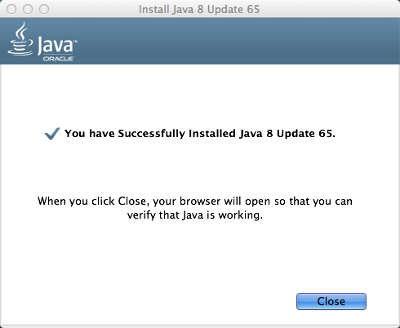 Install Java 8 Update 65
Java™
ORACLE
You have Successfully Installed Java 8 Update 65.
When you click Close, your browser will open so that you can
verify that Java is working.
Close